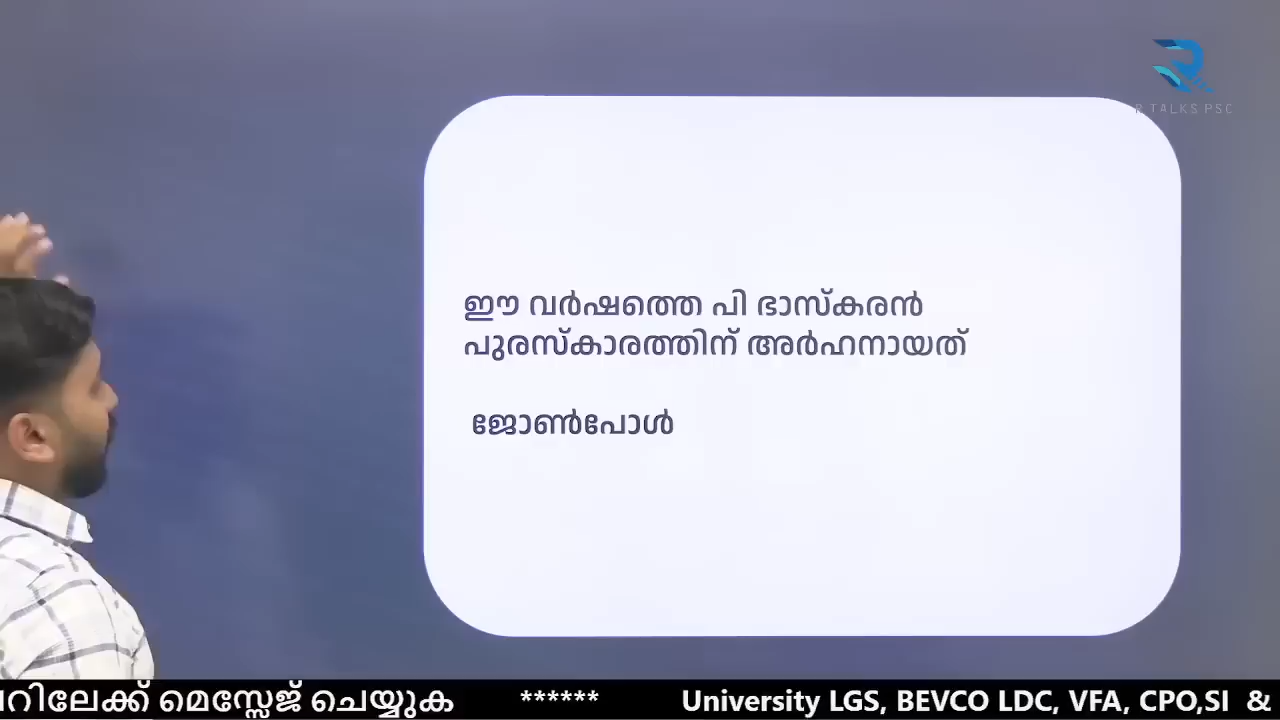 R TALKS PSC
ഈ വർഷത്തെ പി ഭാസ്കരൻ
പുരസ്കാരത്തിന് അർഹനായത്
ജോൺപോൾ
റിലേക്ക് മെസ്സേജ് ചെയ്യുക ****** University LGS, BEVCO LDC, VFA, CPO,SI &